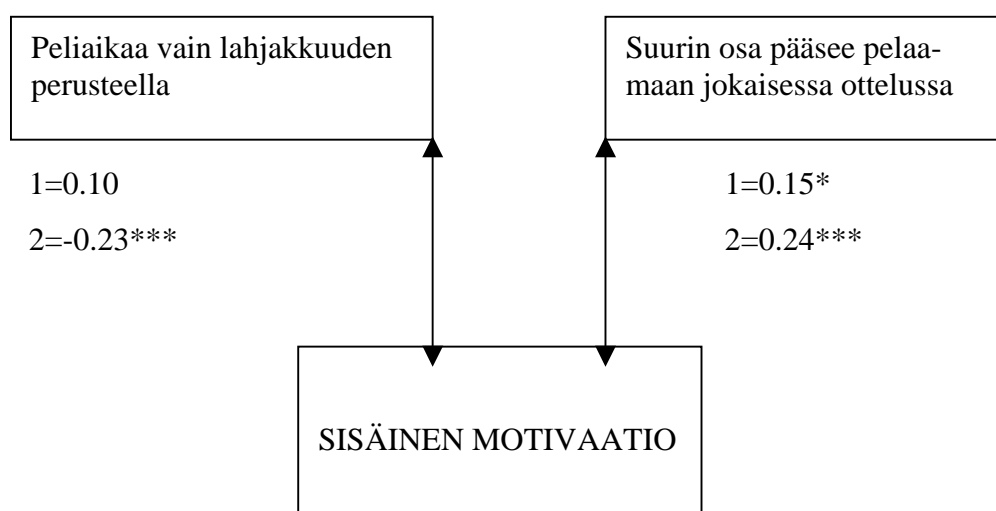 Peliaikaa vain lahjakkuuden
perusteella
Suurin osa pääsee pelaa-
maan jokaisessa ottelussa
1=0.10
2=-0.23***
1=0.15*
2=0.24***
SISÄINEN MOTIVAATIO